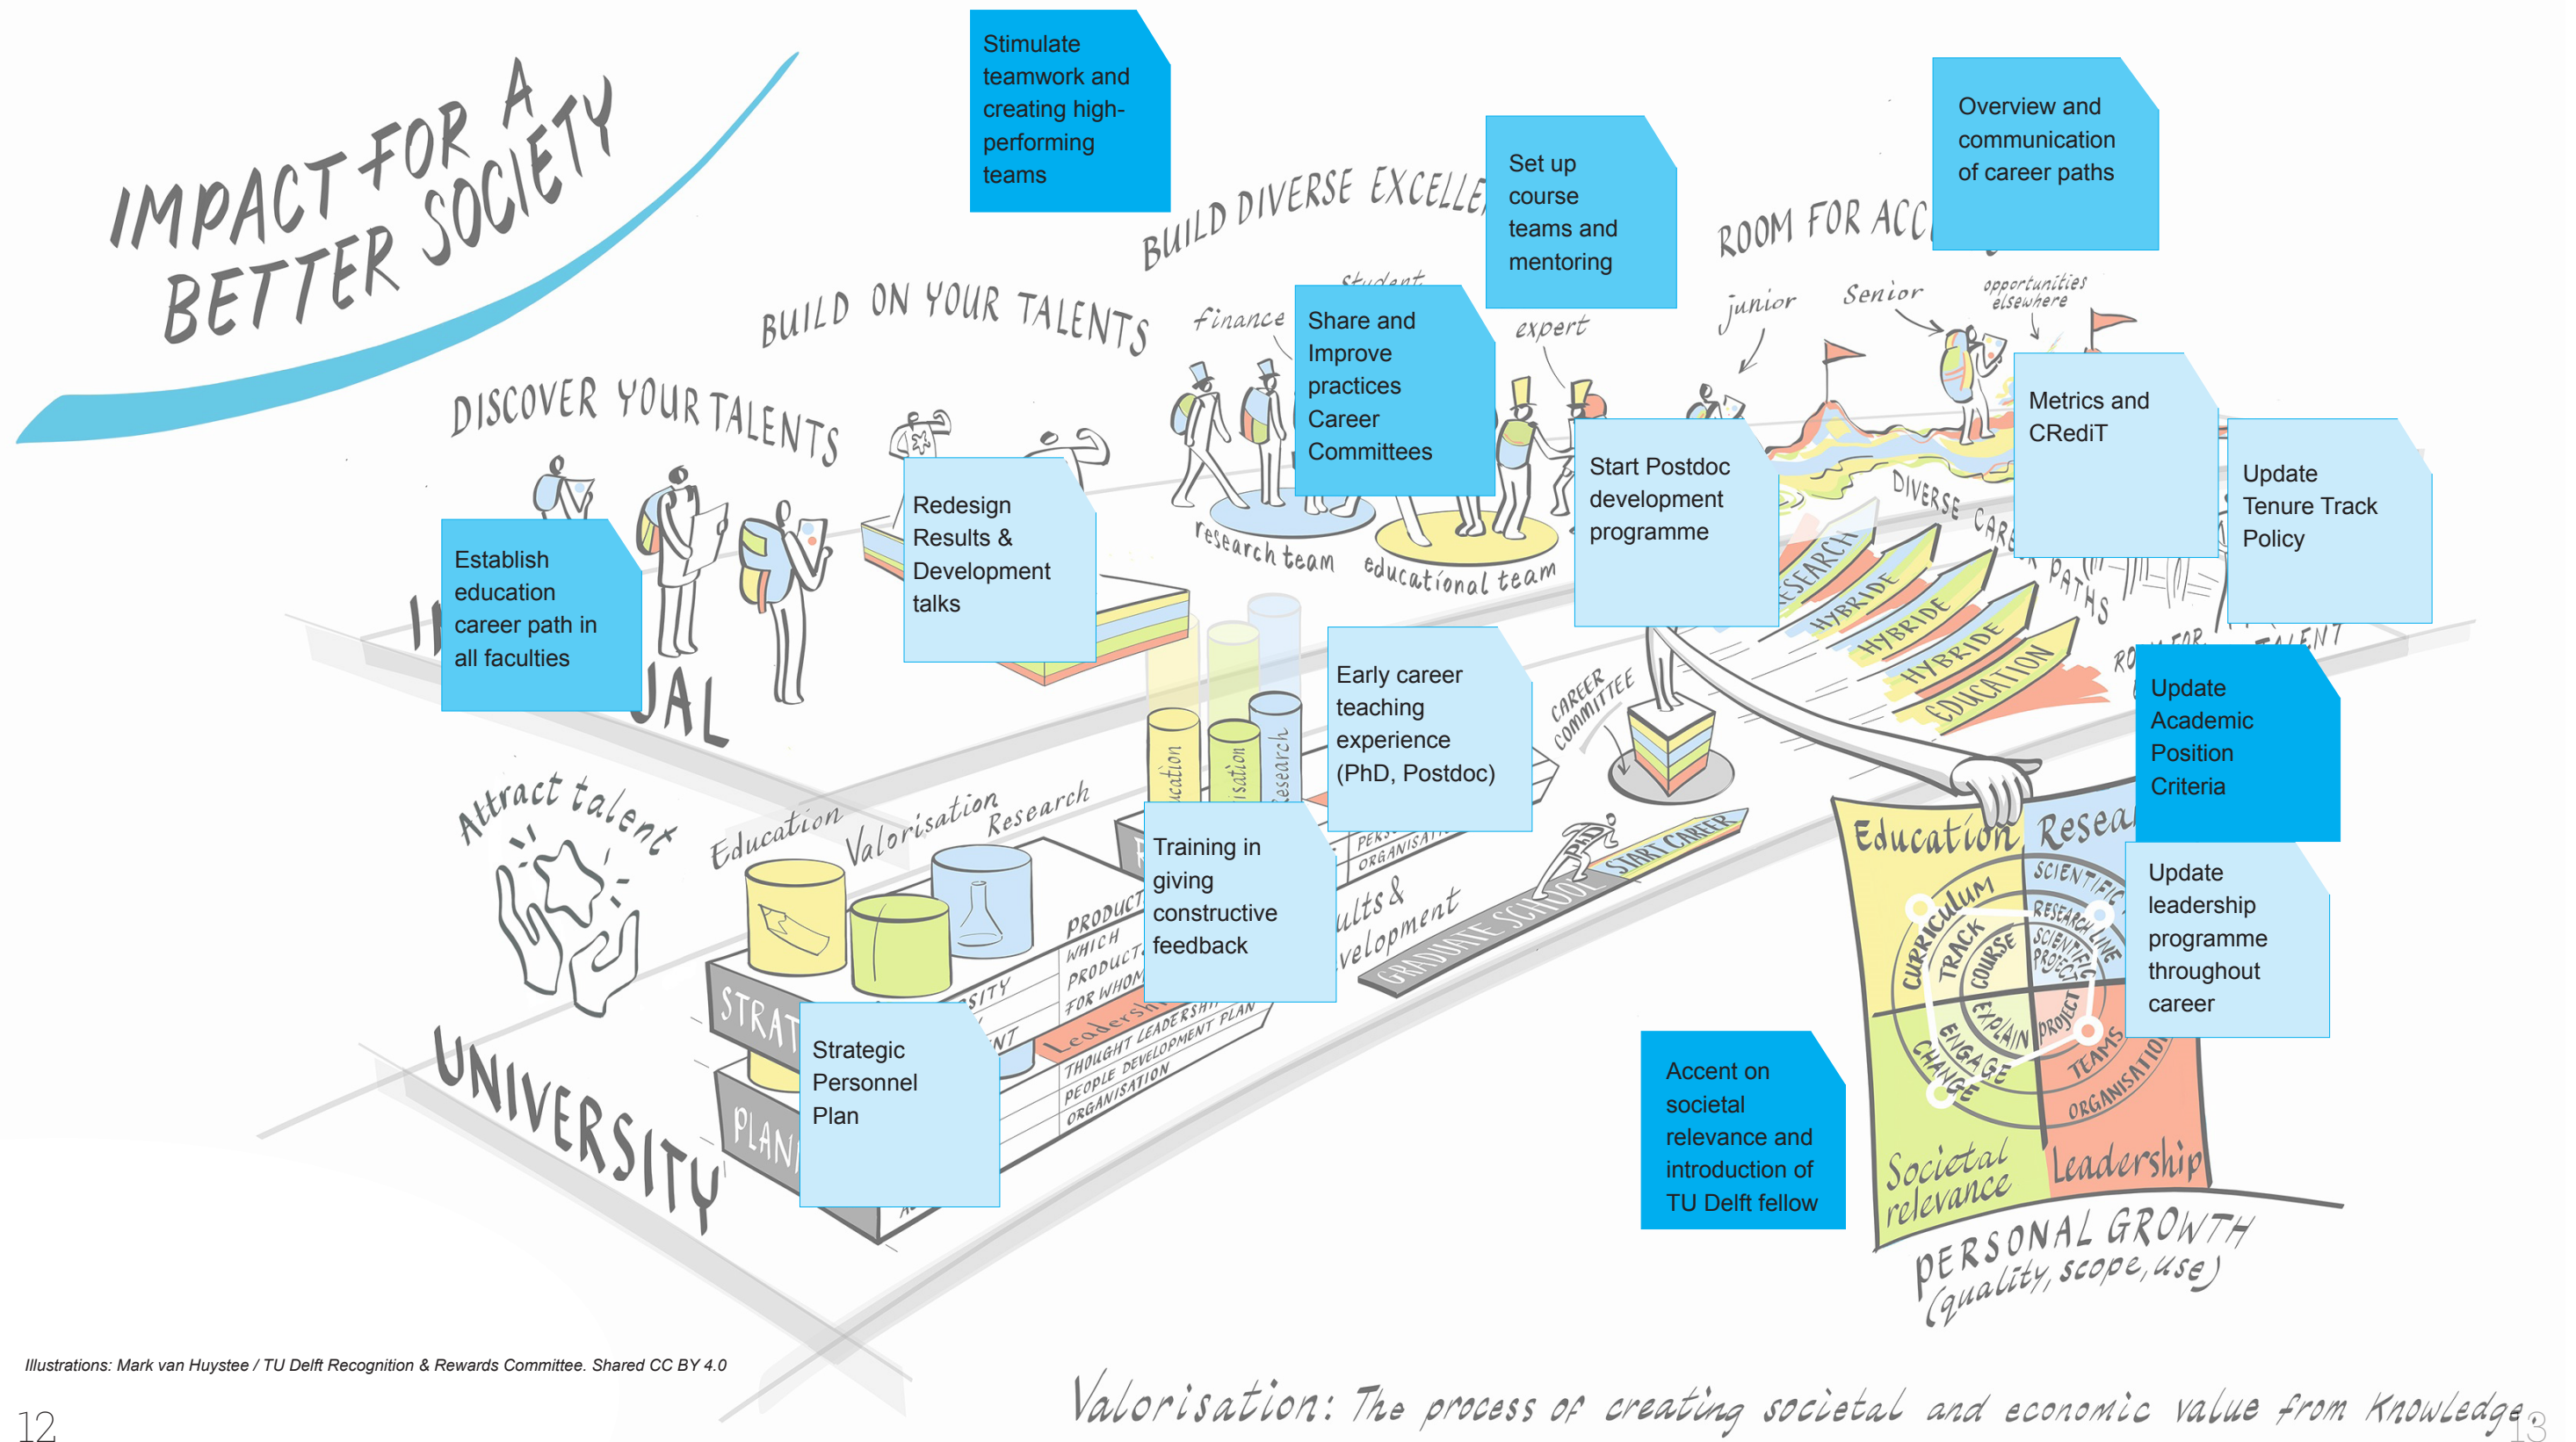 IMPACT FOR A
BETTER SOCIETY
Stimulate
teamwork and
creating high-
performing
teams
Set up
course
teams and
mentoring
Overview and
communication
of career paths
DISCOVER YOUR TALENTS
BUILD ON YOUR TALENTS
BUILD DIVERSE
ROOM FOR
finance
Student
expert
junior
Senior
opportunities
elsewhere
Share and
Improve
practices
Career
Committees
research team
educational team
Start Postdoc
development
programme
Metrics and
CRediT
Update
Tenure Track
Policy
DIVERSE
PATHS
HYBRIDE
HYBRIDE
HYBRIDE
EDUCATION
Establish
education
career path in
all faculties
Redesign
Results &
Development
talks
Early career
teaching
experience
(PhD, Postdoc)
CAREER
COMMITTEE
Update
Academic
Position
Criteria
Attract talent
Education
Valorisation
Research
Training in
giving
constructive
feedback
PhD
START CAREER
GRADUATE SCHOOL
WHICH
FOR WHOM
THOUGHT
PEOPLE DEVELOPMENT PLAN
ORGANISATION
Strategic
Personnel
Plan
UNIVERSITY
Education
CURRICULUM
TRACK
COURSE
RESEARCH LINE
SCIENTIFIC
PROJECT
EXPLAIN
ENGAGE
CHANGE
PROJECT
TEAMS
Societal
relevance
Leadership
Update
leadership
programme
throughout
career
Accent on
societal
relevance and
introduction of
TU Delft fellow
PERSONAL GROWTH
(quality, scope, use)
Illustrations: Mark van Huystee / TU Delft Recognition & Rewards Committee. Shared CC BY 4.0
Valorisation: The process of creating societal and economic value from Knowledge.
12
13